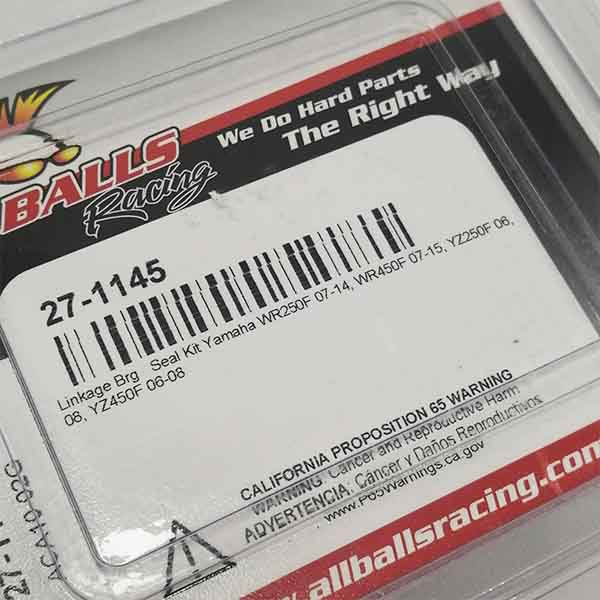 BALLS
Racing
We Do Hard Parts
The Right Way
27-1145
Linkage Brg Seal Kit Yamaha WR250F 07-14, WR450F 07-15, YZ250F 06,
08, YZ450F 06-08
CALIFORNIA PROPOSITION 65 WARNING
WARNING: Cancer and Reproductive Harm
ADVERTENCIA: Cáncer y Daños Reproductivos
www.P65Warnings.ca.gov
www.allballsracing.com